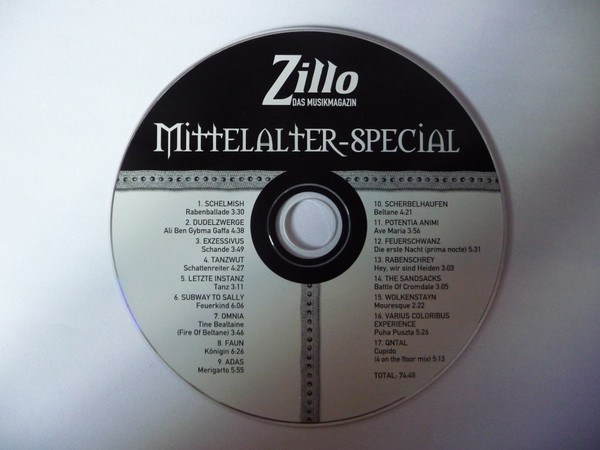 Zillo
DAS MUSIKMAGAZIN
MITTELALTER-SPECIAL
1. SCHELMISH
Rabenballade 3:30
2. DUDELZWERGE
Ali Ben Gybma Gaffa 4:38
3. EXZESSIVUS
Schande 3:49
4. TANZWUT
Schattenreiter 4:27
5. LETZTE INSTANZ
Tanz 3:11
6. SUBWAY TO SALLY
Feuerkind 6:06
7. OMNIA
Tine Bealtaine
(Fire Of Beltane) 3:46
8. FAUN
Königin 6:26
9. ADAS
Merigarto 5:55
10. SCHERBELHAUFEN
Beltane 4:21
11. POTENTIA ANIMI
Ave Maria 3:56
12. FEUERSCHWANZ
Die erste Nacht (prima nocte) 5:31
13. RABENSCHREY
Hey, wir sind Heiden 3:03
14. THE SANDSACKS
Battle Of Cromdale 3:05
15. WOLKENSTAYN
Mouresque 2:22
16. VARIUS COLORIBUS
EXPERIENCE
Puha Puszta 5:26
17. QNTAL
Cupido
(4 on the floor mix) 5:13
TOTAL: 74:45